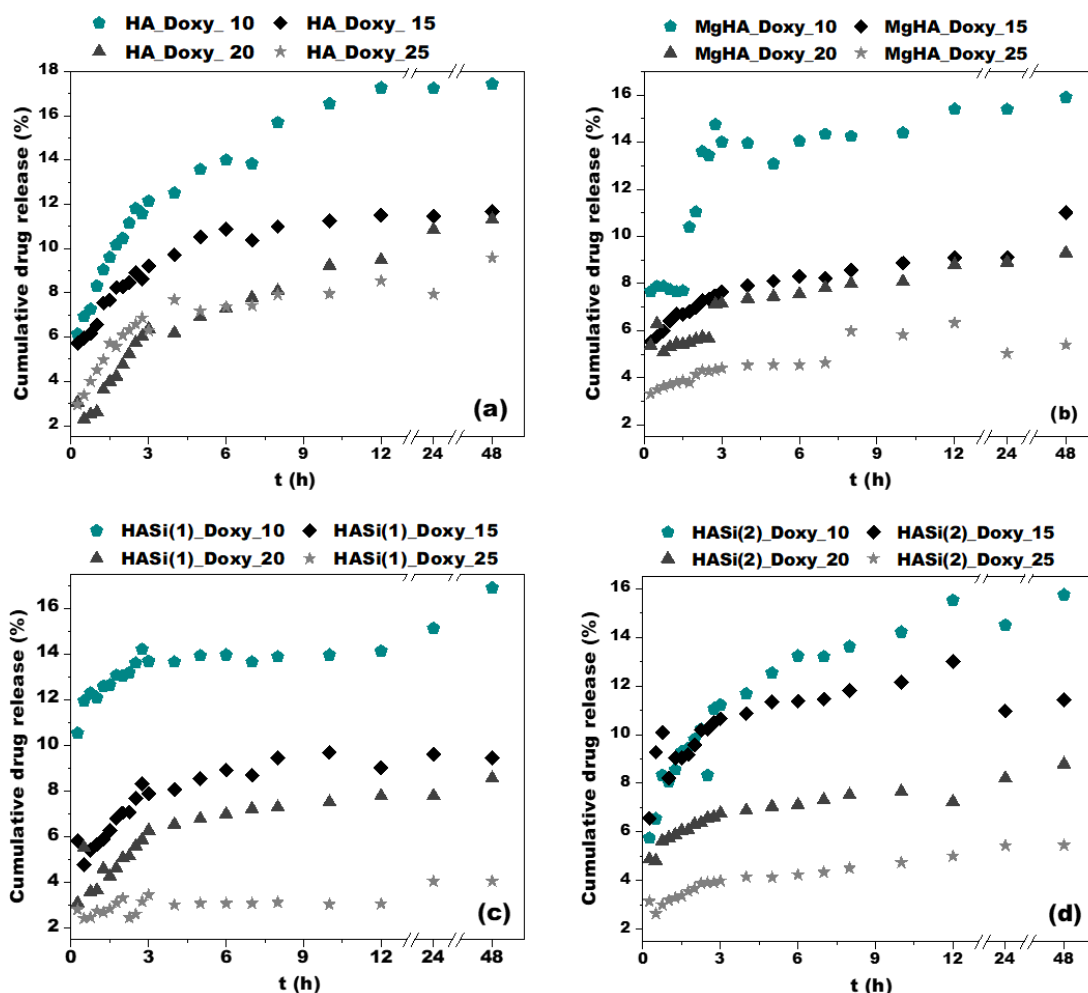 HA_Doxy_ 10 HA_Doxy_ 15
HA_Doxy_ 20 HA_Doxy_25
Cumulative drug release (%)
18
16
14
12
10
8
6
4
2
(a)
0 3 6 9 12 24 48
t (h)
MgHA_Doxy_10 MgHA_Doxy_15
MgHA_Doxy_20 MgHA_Doxy_25
Cumulative drug release (%)
16
14
12
10
8
6
4
2
(b)
0 3 6 9 12 24 48
t (h)
HASi(1)_Doxy_10 HASi(1)_Doxy_15
HASi(1)_Doxy_20 HASi(1)_Doxy_25
Cumulative drug release (%)
16
14
12
10
8
6
4
2
(c)
0 3 6 9 12 24 48
t (h)
HASi(2)_Doxy_10 HASi(2)_Doxy_15
HASi(2)_Doxy_20 HASi(2)_Doxy_25
Cumulative drug release (%)
16
14
12
10
8
6
4
2
(d)
0 3 6 9 12 24 48
t (h)